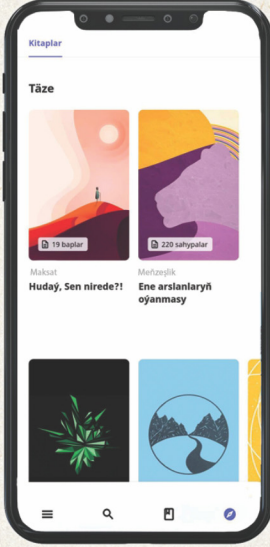 Kitaplar
Täze
19 baplar
220 sahypalar
Maksat
Meňzeşlik
Hudaý, Sen nirede?!
Ene arslanlaryň
oýanmasy